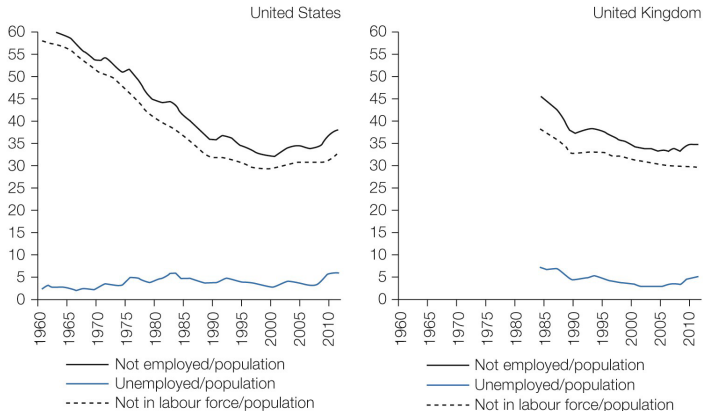 United States
60
55
50
45
40
35
30
25
20
15
10
5
0
1960 1965 1970 1975 1980 1985 1990 1995 2000 2005 2010
Not employed/population
Unemployed/population
Not in labour force/population
United Kingdom
60
55
50
45
40
35
30
25
20
15
10
5
0
1960 1965 1970 1975 1980 1985 1990 1995 2000 2005 2010
Not employed/population
Unemployed/population
Not in labour force/population